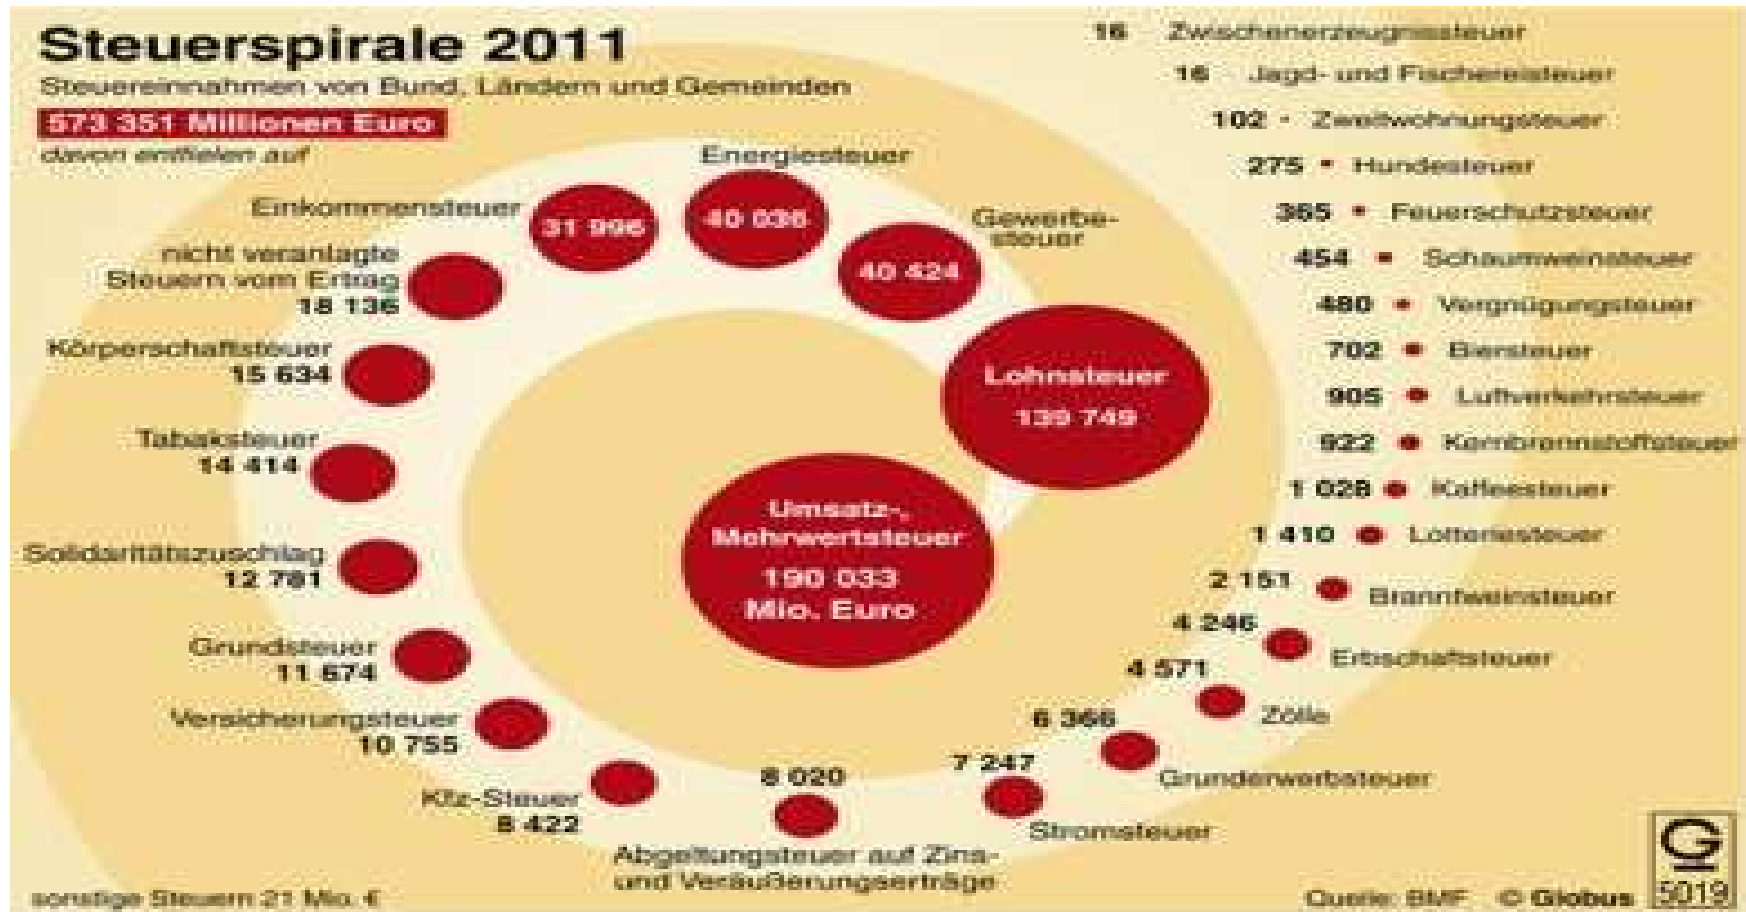 Steuerspirale 2011
Steuereinnahmen von Bund, Ländern und Gemeinden
573 351 Millionen Euro
davon entfielen auf
Umsatz-,
Mehrwertsteuer
190 033
Mio. Euro
Lohnsteuer
139 749
Gewerbe-
steuer
40 424
Energiesteuer
40 036
Einkommensteuer
31 996
nicht veranlagte
Steuern vom Ertrag
18 136
Körperschaftsteuer
15 634
Tabaksteuer
14 414
Solidaritätszuschlag
12 781
Grundsteuer
11 674
Versicherungsteuer
10 755
Kfz-Steuer
8 422
8 020
Abgeltungsteuer auf Zins-
und Veräußerungserträge
7 247
Stromsteuer
6 366
Grunderwerbsteuer
4 571
Zölle
4 246
Erbschaftsteuer
2 151
Branntweinsteuer
1 410 Lotteriesteuer
1 028 Kaffeesteuer
922 Kernbrennstoffsteuer
905 Luftverkehrsteuer
702 Biersteuer
480 Vergnügungsteuer
454 Schaumweinsteuer
365 Feuerschutzsteuer
275 Hundesteuer
102 Zweitwohnungsteuer
16 Jagd- und Fischereisteuer
16 Zwischenerzeugnissteuer
sonstige Steuern 21 Mio. €
Quelle: BMF © Globus
G
5019